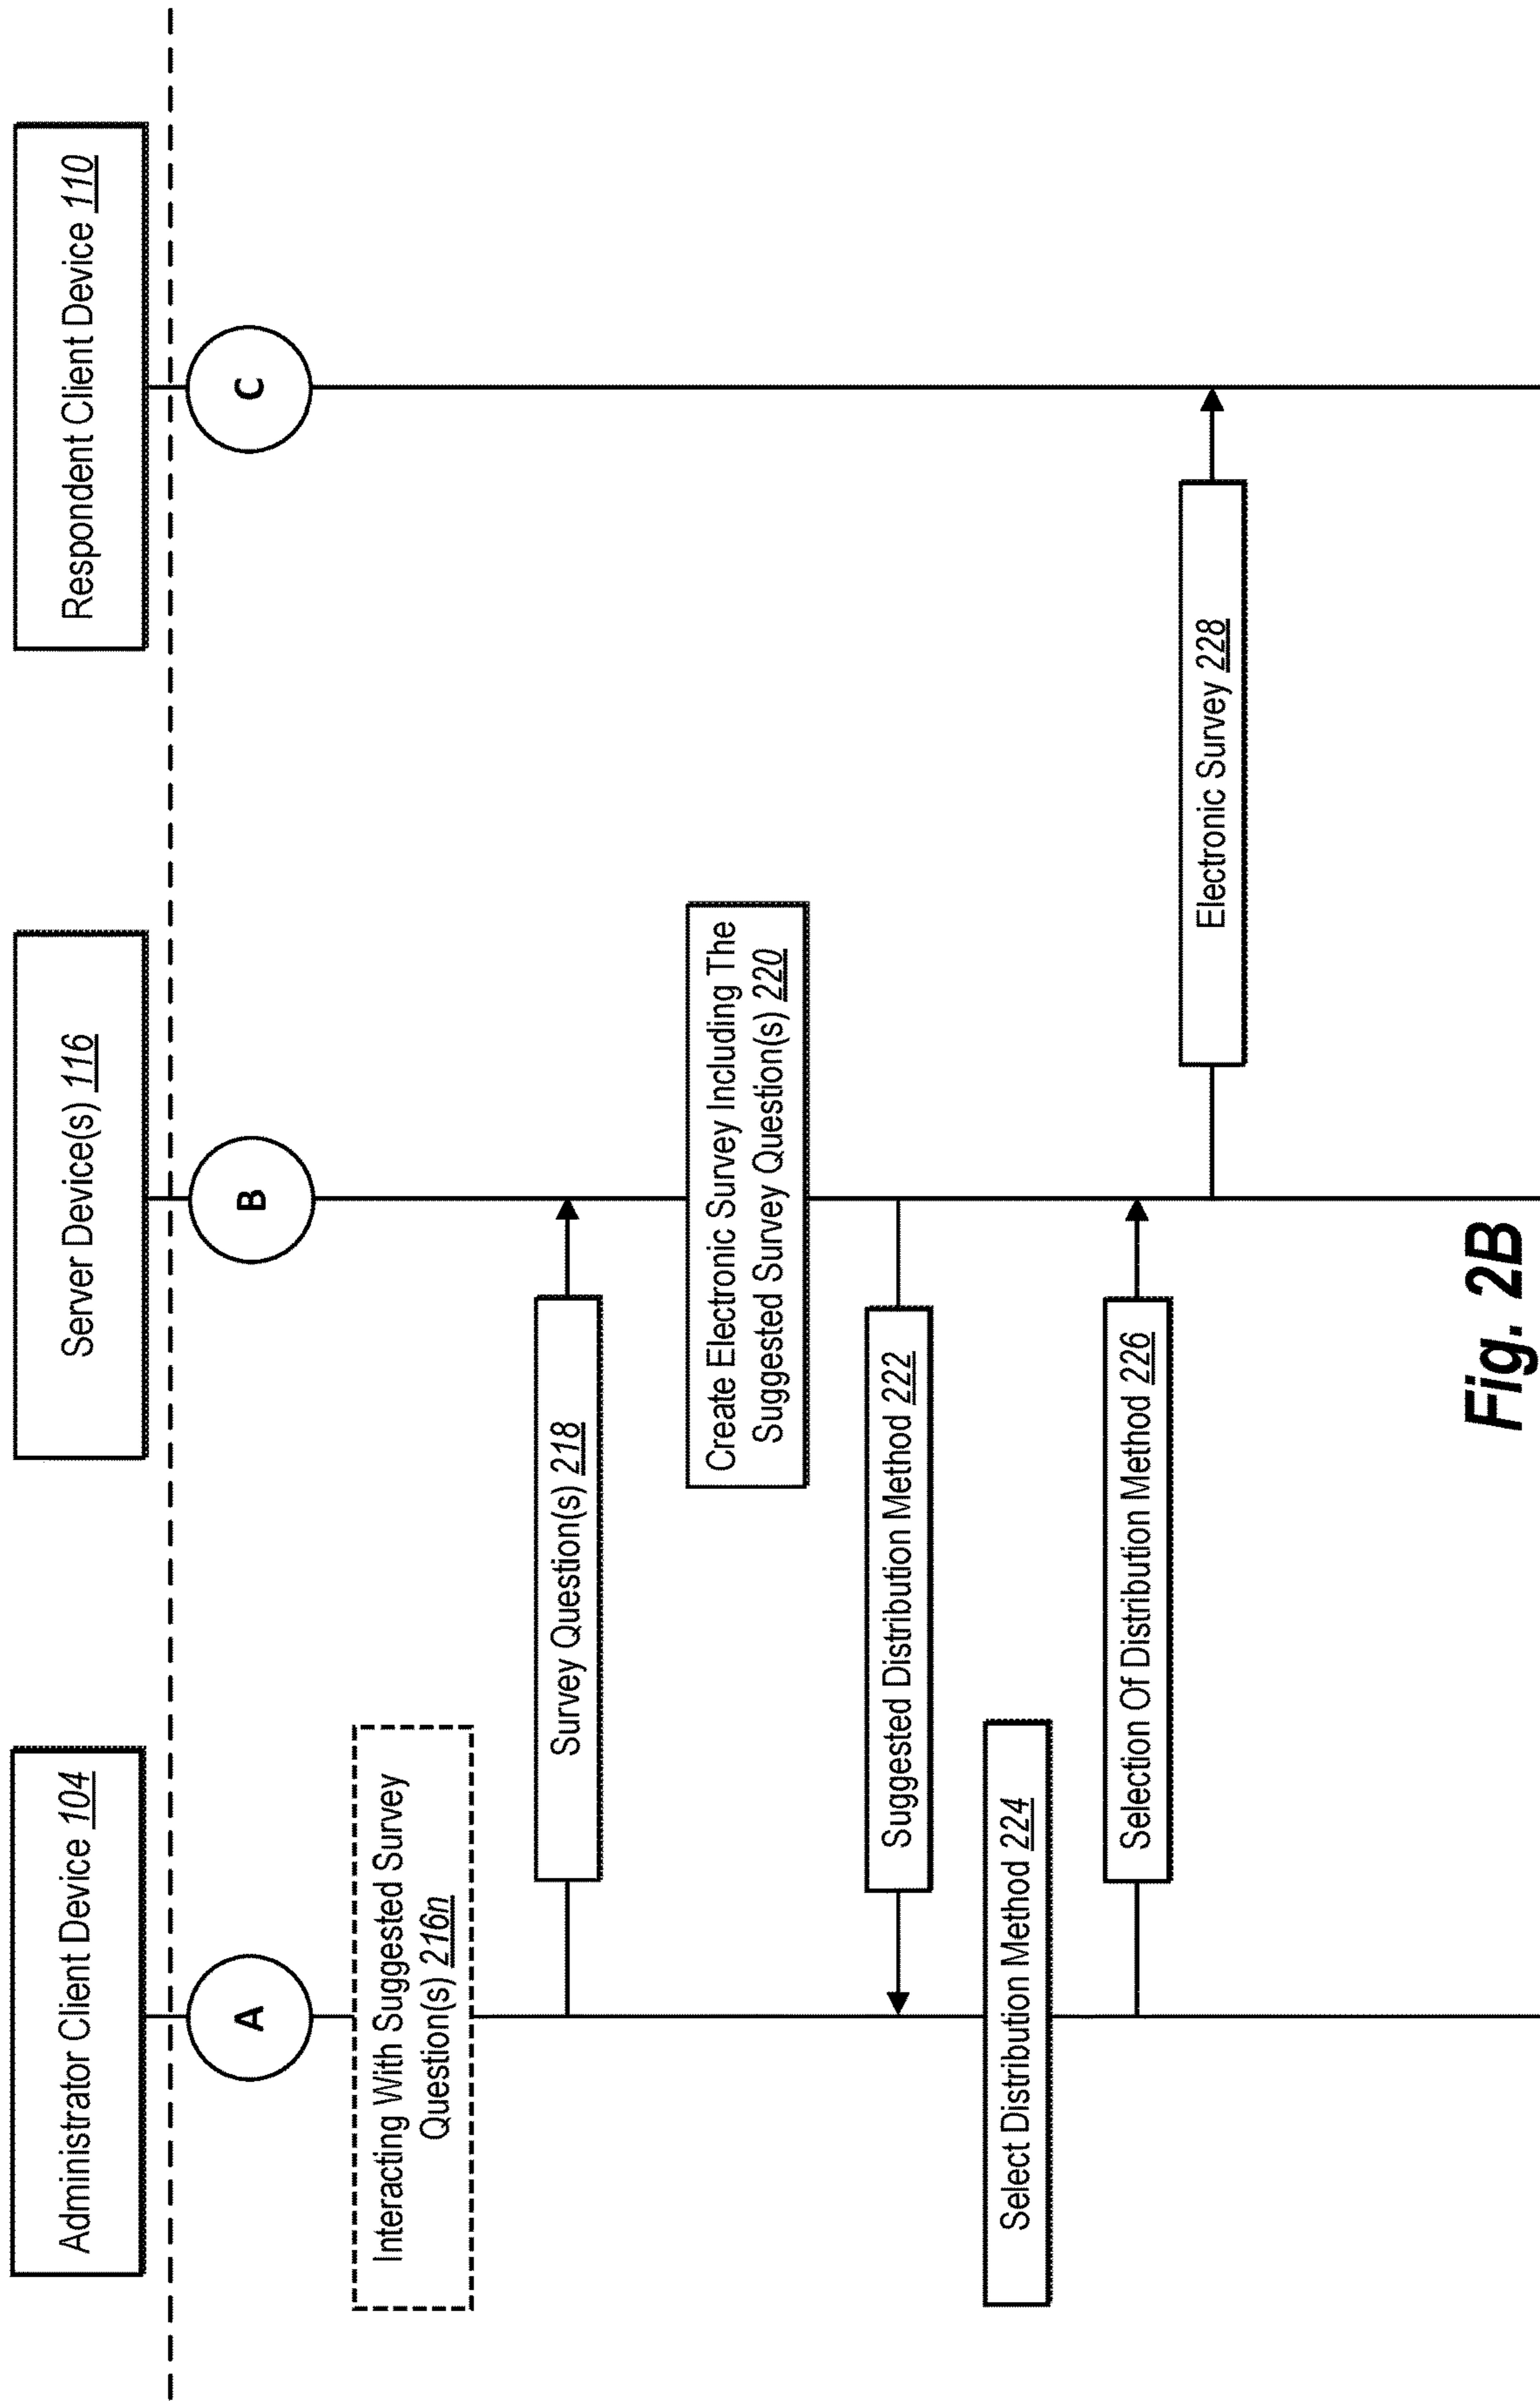 Administrator Client Device 104
Server Device(s) 116
Respondent Client Device 110
A
B
C
Interacting With Suggested Survey
Question(s) 216n
Survey Question(s) 218
Create Electronic Survey Including The
Suggested Survey Question(s) 220
Suggested Distribution Method 222
Select Distribution Method 224
Selection Of Distribution Method 226
Electronic Survey 228
Fig. 2B